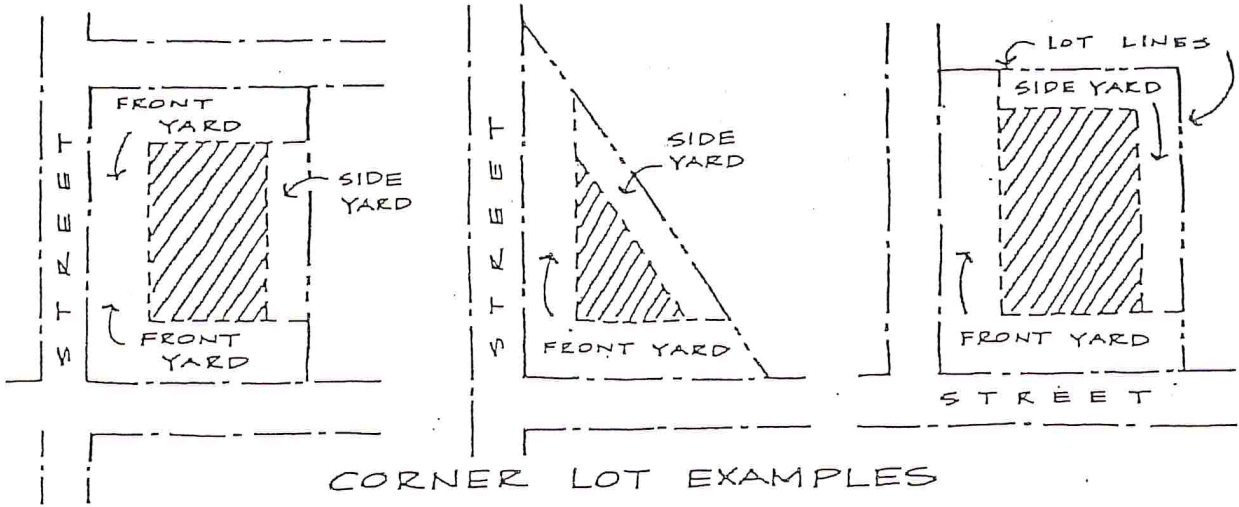 STREET
FRONT
YARD
SIDE
YARD
FRONT
YARD
STREET
SIDE
YARD
FRONT YARD
LOT LINES
SIDE YARD
FRONT YARD
STREET
CORNER LOT EXAMPLES